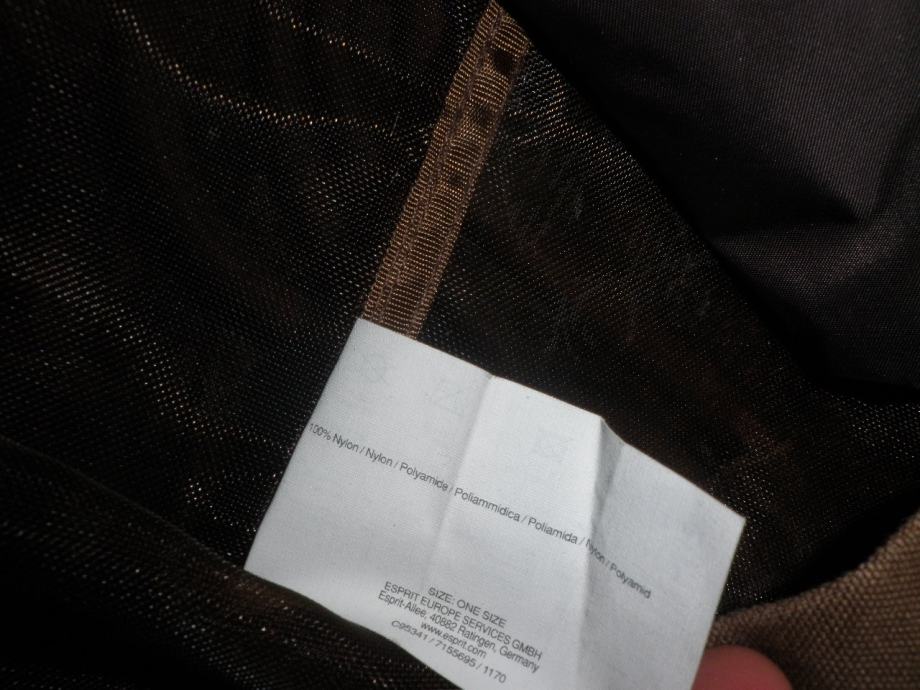 100% Nylon / Nylon / Polyamide / Poliammidica / Poliamida / Nylon / Polyamid
SIZE: ONE SIZE
ESPRIT EUROPE SERVICES GMBH
Esprit-Allee, 40882 Ratingen, Germany
www.esprit.com
C95341 / 7155695 / 1170